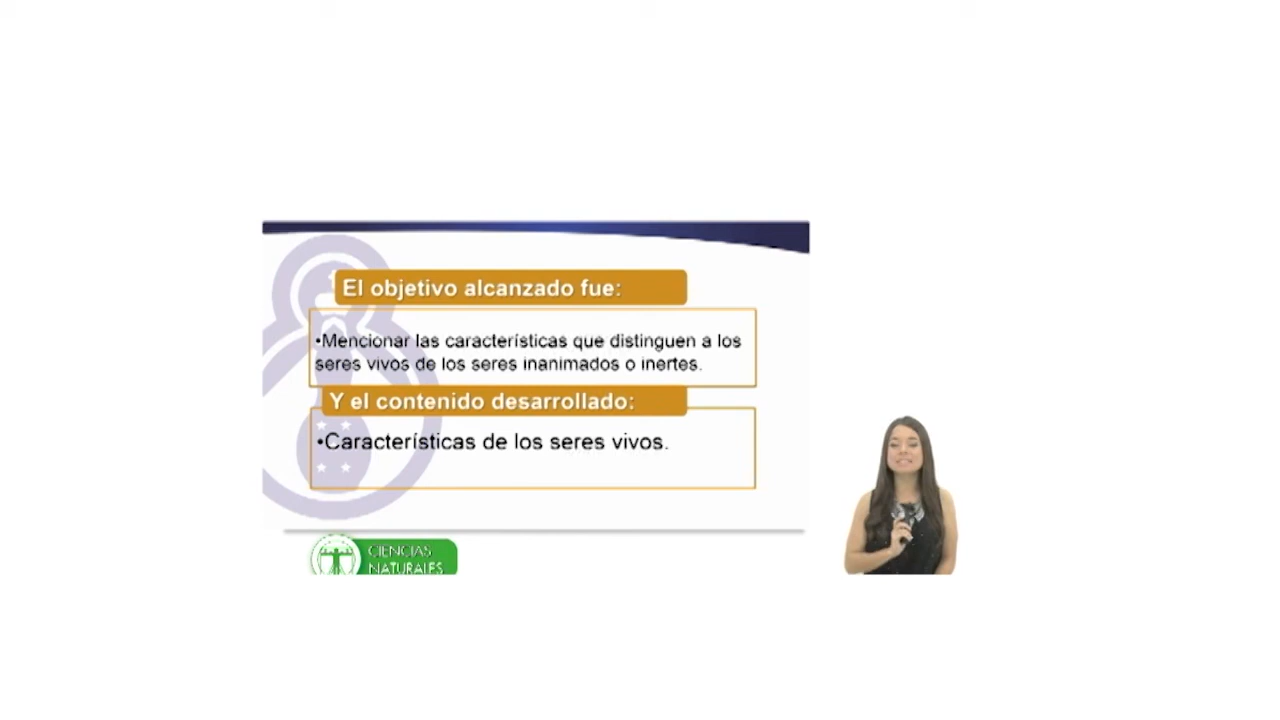 El objetivo alcanzado fue:
•Mencionar las características que distinguen a los
seres vivos de los seres inanimados o inertes.
Y el contenido desarrollado:
•Características de los seres vivos.
CIENCIAS
NATURALES